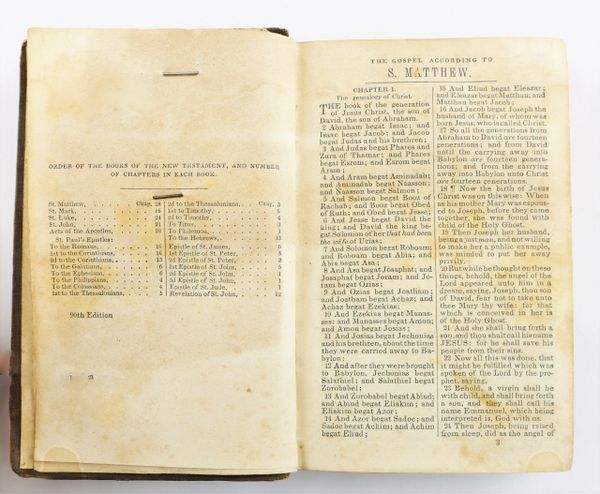 ORDER OF THE BOOKS OF THE NEW TESTAMENT, AND NUMBER
OF CHAPTERS IN EACH BOOK.
Chap.
St. Matthew, 28
St. Mark, 16
St. Luke, 24
St. John, 21
Acts of the Apostles, 28
St. Paul's Epistles:
To the Romans, 16
1st to the Corinthians, 16
2d to the Corinthians, 13
To the Galatians, 6
To the Ephesians, 6
To the Philippians, 4
To the Colossians, 4
1st to the Thessalonians, 5
Chap.
2d to the Thessalonians, 3
1st to Timothy, 6
2d to Timothy, 4
To Titus, 3
To Philemon, 1
To the Hebrews, 13
Epistle of St. James, 5
1st Epistle of St. Peter, 5
2d Epistle of St. Peter, 3
1st Epistle of St. John, 5
2d Epistle of St. John, 1
3d Epistle of St. John, 1
Epistle of St. Jude, 1
Revelation of St. John, 22
90th Edition
THE GOSPEL ACCORDING TO
S. MATTHEW.
CHAPTER I.
The genealogy of Christ.
THE book of the generation
of Jesus Christ, the son of
David, the son of Abraham.
2 Abraham begat Isaac; and
Isaac begat Jacob; and Jacob
begat Judas and his brethren;
3 And Judas begat Phares and
Zara of Thamar; and Phares
begat Esrom; and Esrom begat
Aram;
4 And Aram begat Aminadab;
and Aminadab begat Naasson;
and Naasson begat Salmon;
5 And Salmon begat Booz of
Rachab; and Booz begat Obed
of Ruth; and Obed begat Jesse;
6 And Jesse begat David the
king; and David the king be-
gat Solomon of her that had been
the wife of Urias;
7 And Solomon begat Roboam;
and Roboam begat Abia; and
Abia begat Asa;
8 And Asa begat Josaphat; and
Josaphat begat Joram; and Jo-
ram begat Ozias;
9 And Ozias begat Joatham;
and Joatham begat Achaz; and
Achaz begat Ezekias;
10 And Ezekias begat Manas-
ses; and Manasses begat Amon;
and Amon begat Josias;
11 And Josias begat Jechonias
and his brethren, about the time
they were carried away to Ba-
bylon:
12 And after they were brought
to Babylon, Jechonias begat
Salathiel; and Salathiel begat
Zorobabel;
13 And Zorobabel begat Abiud;
and Abiud begat Eliakim; and
Eliakim begat Azor;
14 And Azor begat Sadoc; and
Sadoc begat Achim; and Achim
begat Eliud;
15 And Eliud begat Eleazar;
and Eleazar begat Matthan; and
Matthan begat Jacob;
16 And Jacob begat Joseph the
husband of Mary, of whom was
born Jesus, who is called Christ.
17 So all the generations from
Abraham to David are fourteen
generations; and from David
until the carrying away into
Babylon are fourteen genera-
tions; and from the carrying
away into Babylon unto Christ
are fourteen generations.
18 ¶ Now the birth of Jesus
Christ was on this wise: When
as his mother Mary was espous-
ed to Joseph, before they came
together, she was found with
child of the Holy Ghost.
19 Then Joseph her husband,
being a just man, and not willing
to make her a public example,
was minded to put her away
privily.
20 But while he thought on these
things, behold, the angel of the
Lord appeared unto him in a
dream, saying, Joseph, thou son
of David, fear not to take unto
thee Mary thy wife: for that
which is conceived in her is
of the Holy Ghost.
21 And she shall bring forth a
son, and thou shalt call his name
JESUS: for he shall save his
people from their sins.
22 Now all this was done, that
it might be fulfilled which was
spoken of the Lord by the pro-
phet, saying,
23 Behold, a virgin shall be
with child, and shall bring forth
a son, and they shall call his
name Emmanuel, which being
interpreted is, God with us.
24 Then Joseph, being raised
from sleep, did as the angel of
3